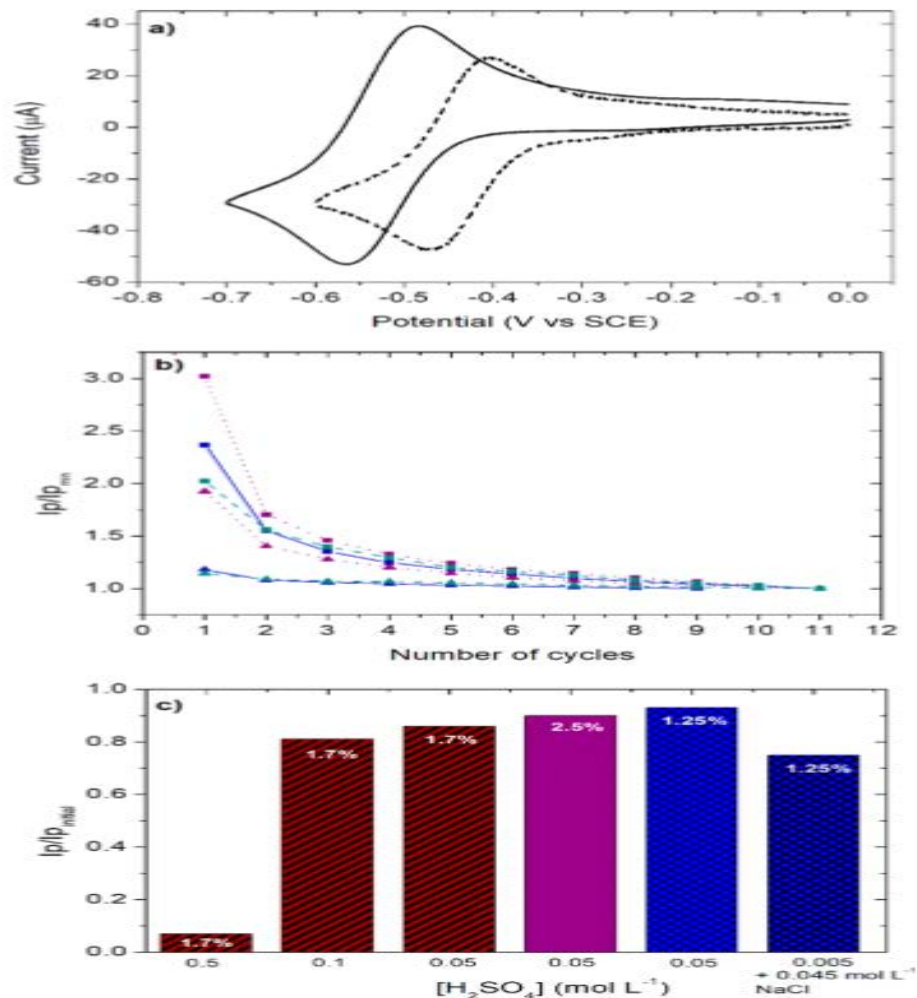 a)
40
20
0
-20
-40
-60
Current (μA)
-0.8 -0.7 -0.6 -0.5 -0.4 -0.3 -0.2 -0.1 0.0
Potential (V vs SCE)
b)
3.0
2.5
2.0
1.5
1.0
Ip/Ip
0 1 2 3 4 5 6 7 8 9 10 11 12
Number of cycles
c)
1.0
0.8
0.6
0.4
0.2
0.0
Ip/Ip_initial
1.7% 1.7% 1.7% 2.5% 1.25% 1.25%
0.5 0.1 0.05 0.05 0.05 0.005
+ 0.045 mol L⁻¹
NaCl
[H₂SO₄] (mol L⁻¹)